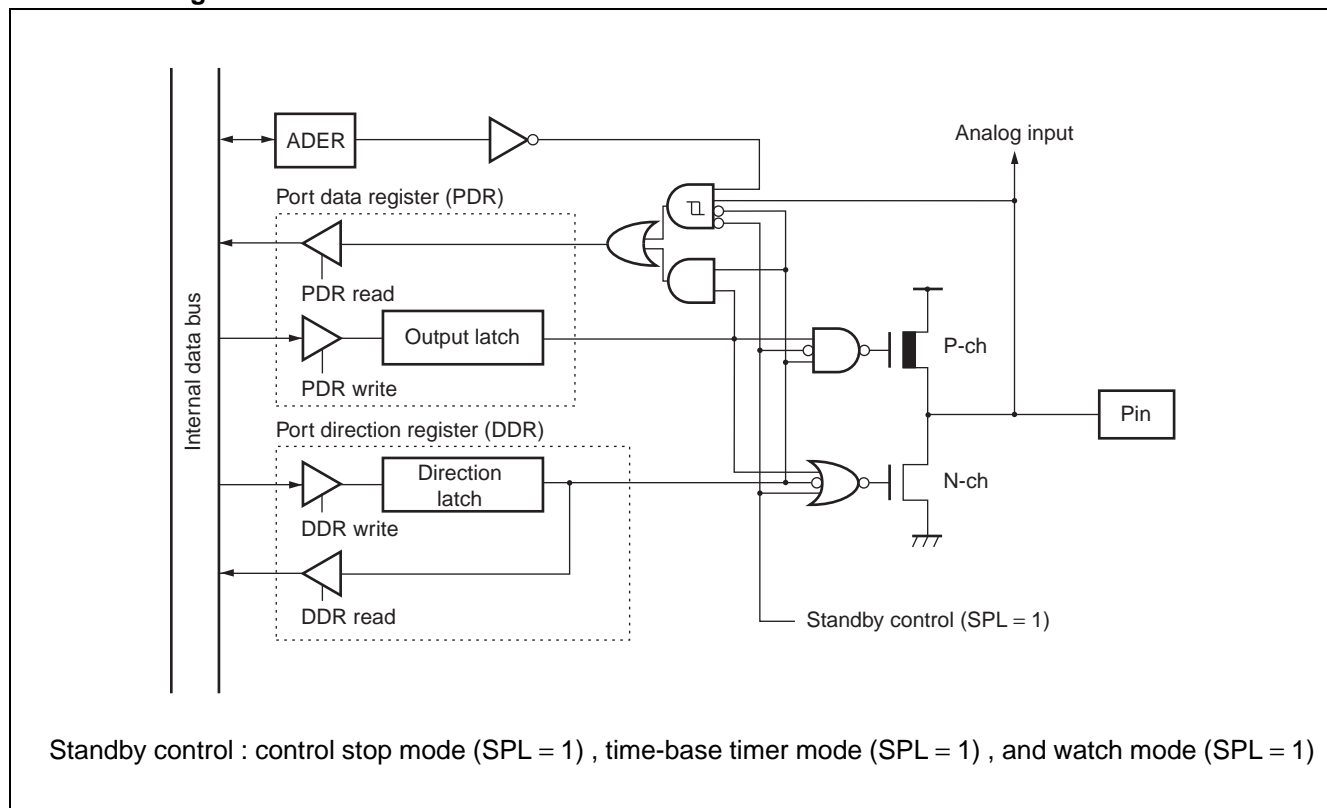 ADER
Analog input
Port data register (PDR)
PDR read
Output latch
PDR write
P-ch
Internal data bus
Pin
Port direction register (DDR)
Direction
latch
N-ch
DDR write
DDR read
Standby control (SPL = 1)
Standby control : control stop mode (SPL = 1) , time-base timer mode (SPL = 1) , and watch mode (SPL = 1)